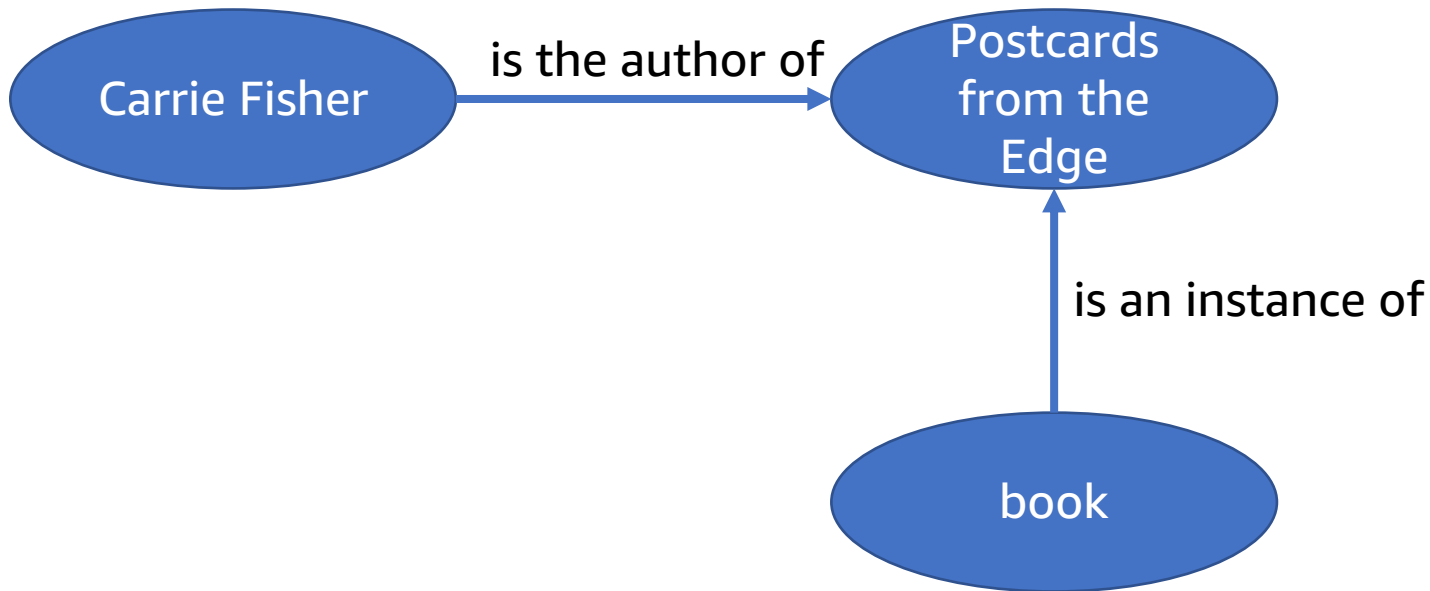 Carrie Fisher
is the author of
Postcards
from the
Edge
is an instance of
book